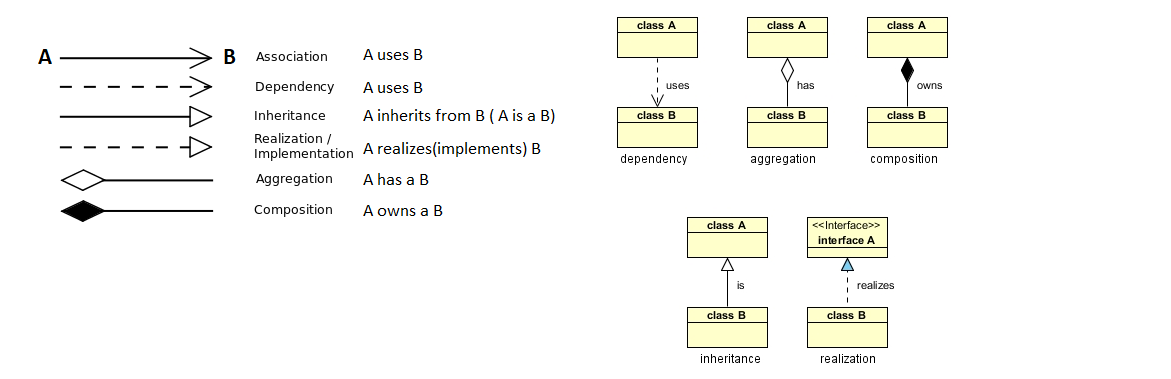 A B Association A uses B
Dependency A uses B
Inheritance A inherits from B ( A is a B)
Realization /
Implementation A realizes(implements) B
Aggregation A has a B
Composition A owns a B
class A class A class A
uses has owns
class B class B class B
dependency aggregation composition
class A <<Interface>>
interface A
is realizes
class B class B
inheritance realization